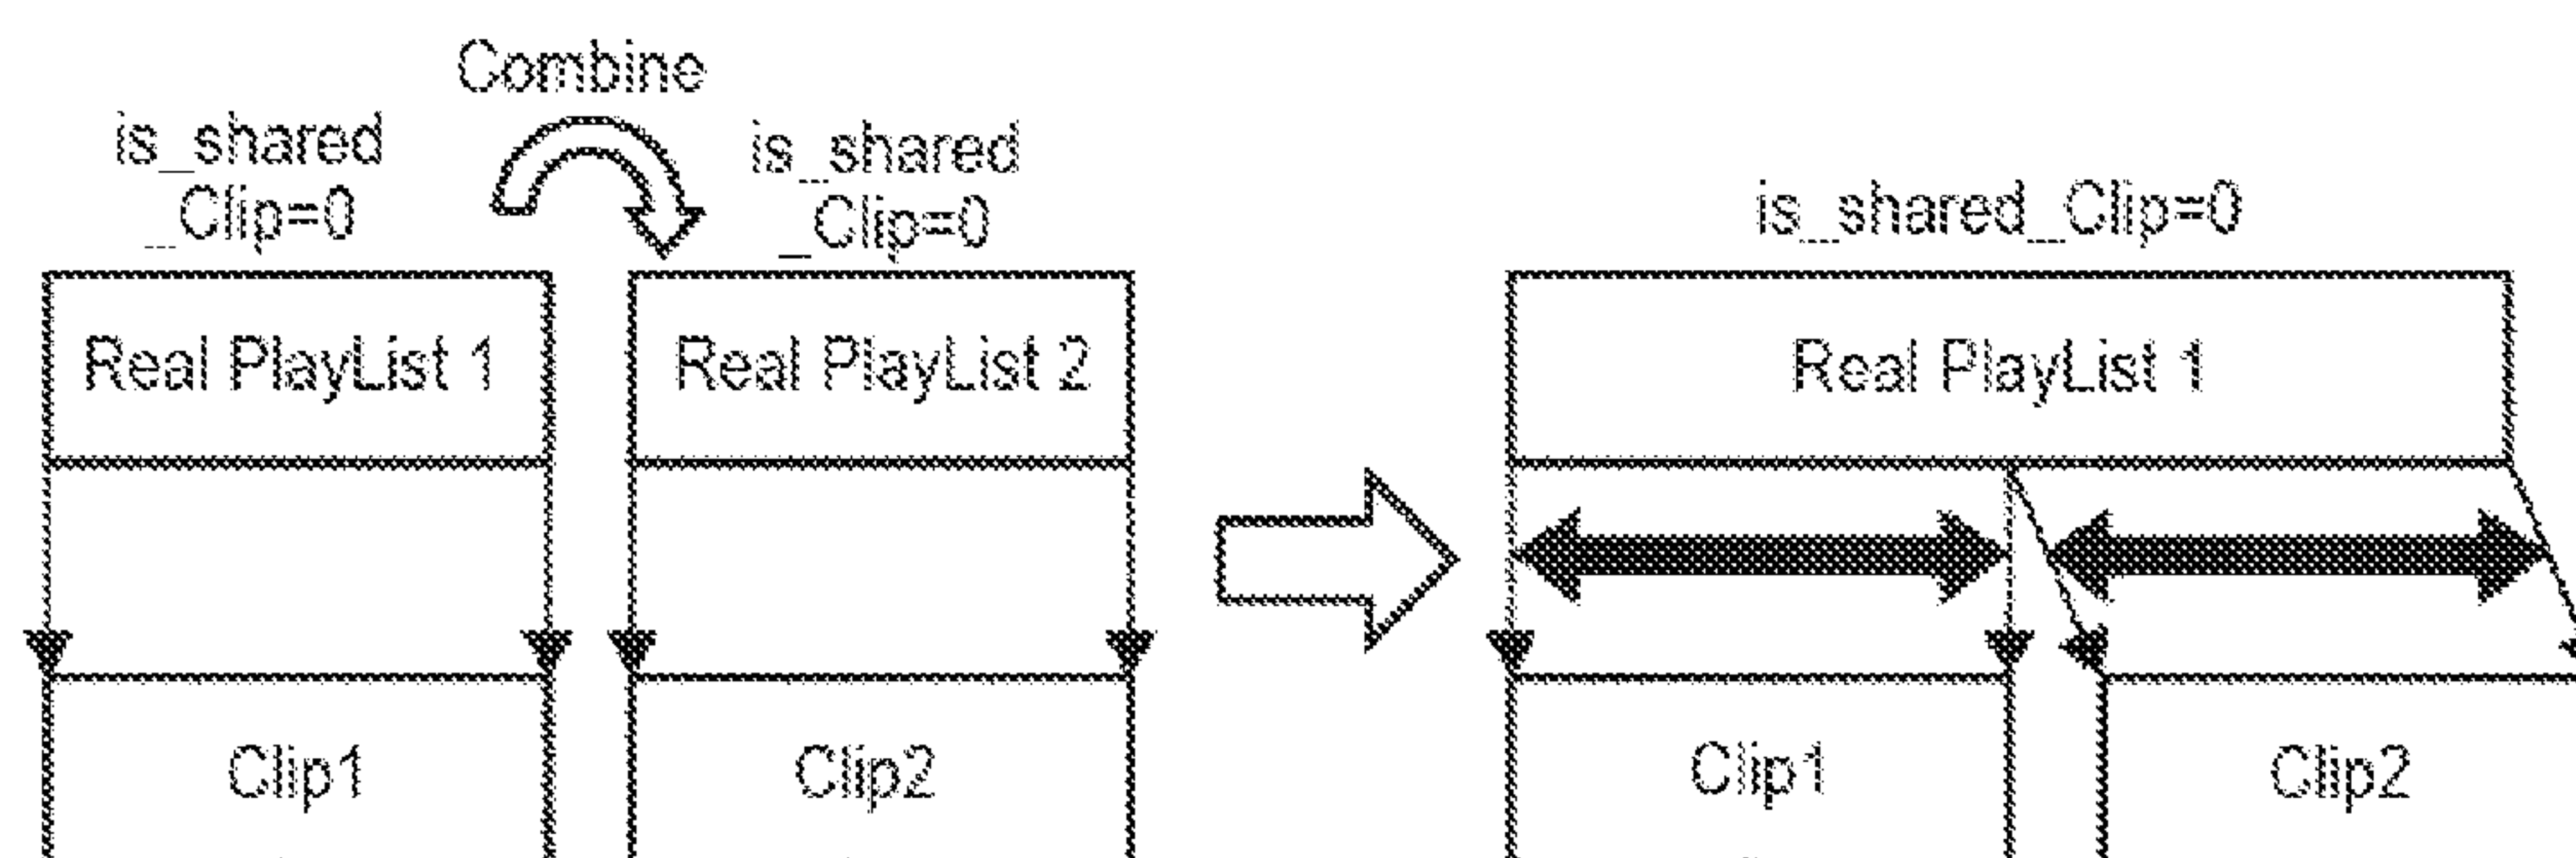 Combine
is_shared
_Clip=0
is_shared
_Clip=0
is_shared_Clip=0
Real PlayList 1
Real PlayList 2
Real PlayList 1
Clip1
Clip2
Clip1
Clip2